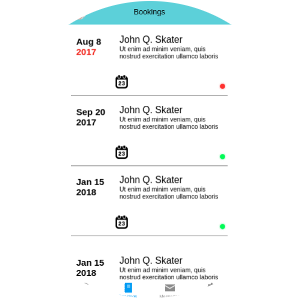 Bookings
Aug 8
2017
John Q. Skater
Ut enim ad minim veniam, quis
nostrud exercitation ullamco laboris
23
Sep 20
2017
John Q. Skater
Ut enim ad minim veniam, quis
nostrud exercitation ullamco laboris
23
Jan 15
2018
John Q. Skater
Ut enim ad minim veniam, quis
nostrud exercitation ullamco laboris
23
Jan 15
2018
John Q. Skater
Ut enim ad minim veniam, quis
nostrud exercitation ullamco laboris